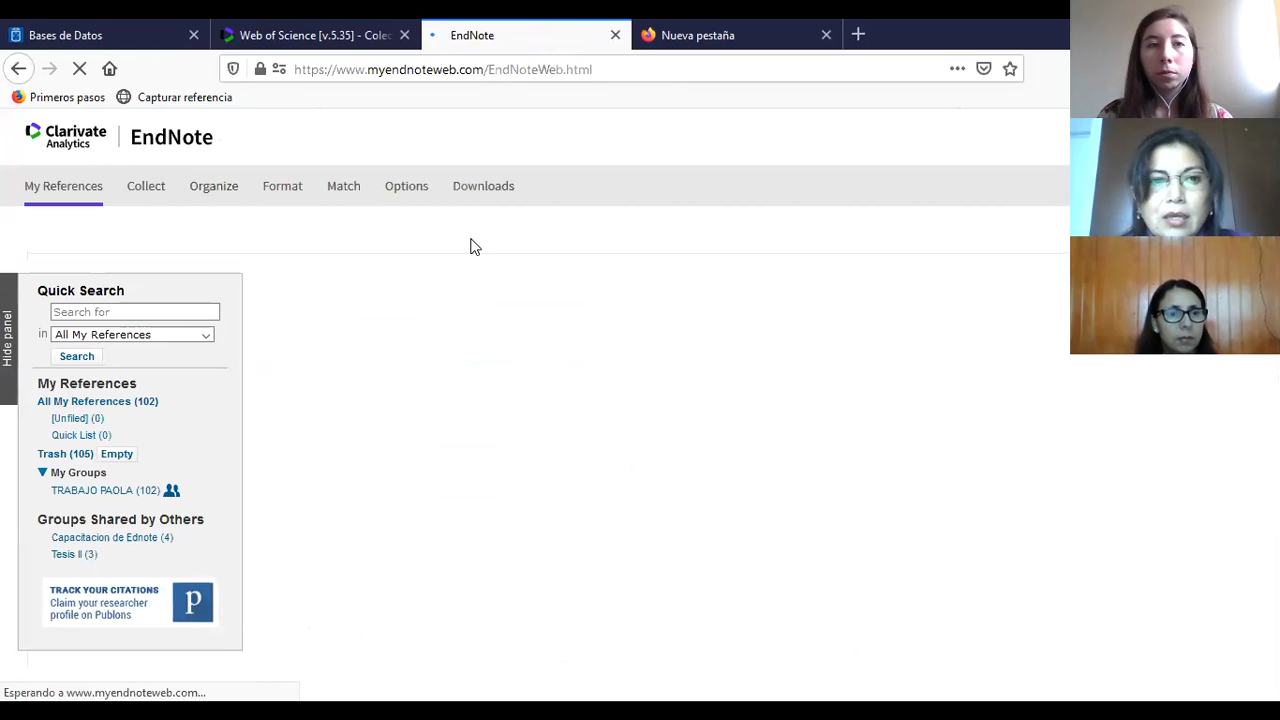 Bases de Datos
Web of Science [v.5.35] - Colec
EndNote
Nueva pestaña
https://www.myendnoteweb.com/EndNoteWeb.html
Primeros pasos
Capturar referencia
Clarivate
Analytics
EndNote
My References
Collect
Organize
Format
Match
Options
Downloads
Hide panel
Quick Search
Search for
in
All My References
Search
My References
All My References (102)
[Unfiled] (0)
Quick List (0)
Trash (105) Empty
My Groups
TRABAJO PAOLA (102)
Groups Shared by Others
Capacitacion de Ednote (4)
Tesis II (3)
TRACK YOUR CITATIONS
Claim your researcher
profile on Publons
p
Esperando a www.myendnoteweb.com...